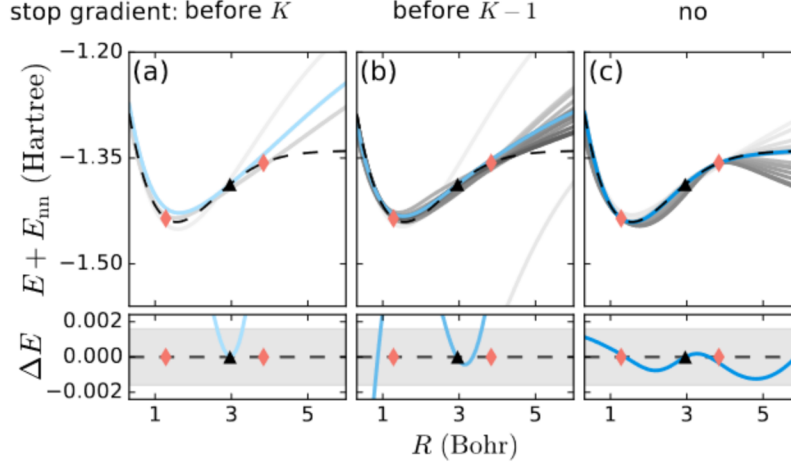 stop gradient: before K before K − 1 no
(a) (b) (c)
E + Enn (Hartree)
−1.20
−1.35
−1.50
ΔE
0.002
0.000
−0.002
1 3 5 1 3 5 1 3 5
R (Bohr)